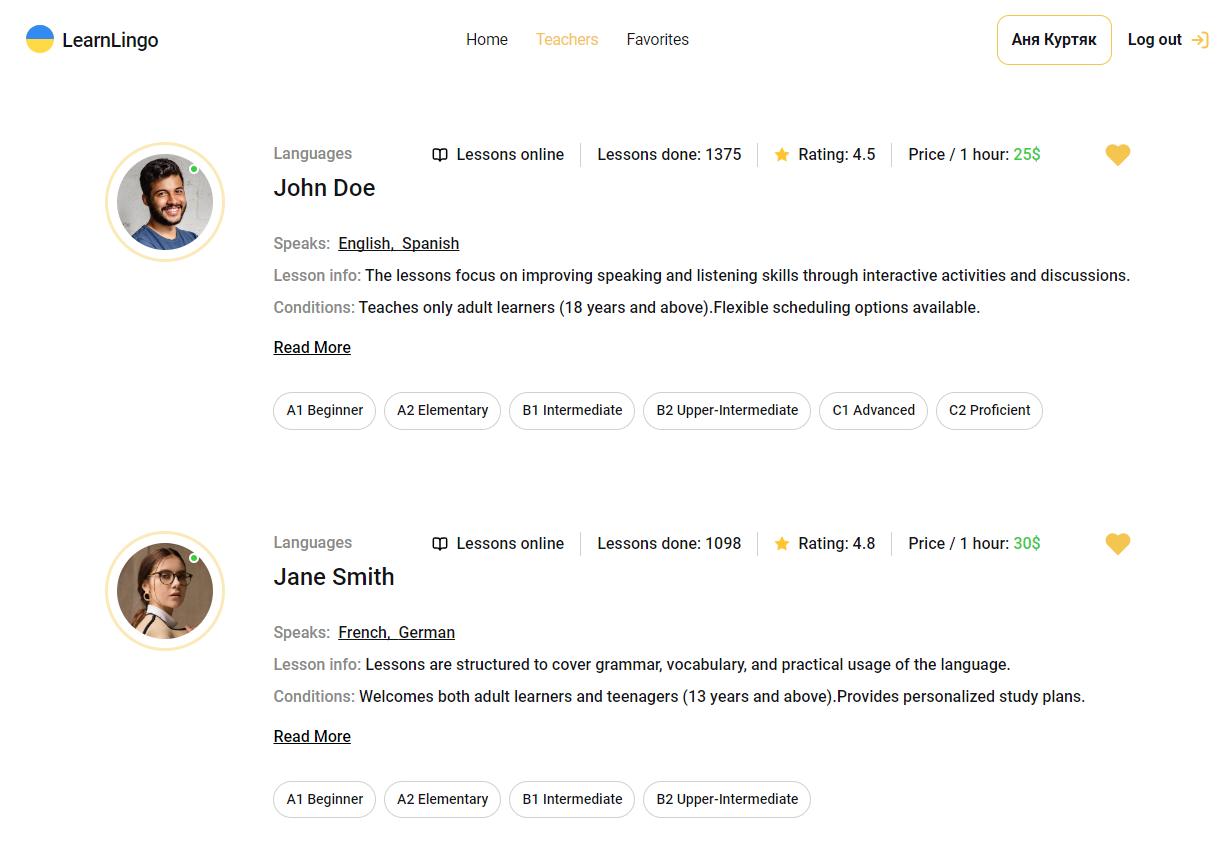 LearnLingo Home Teachers Favorites Аня Куртяк Log out
Languages Lessons online Lessons done: 1375 Rating: 4.5 Price / 1 hour: 25$
John Doe
Speaks: English, Spanish
Lesson info: The lessons focus on improving speaking and listening skills through interactive activities and discussions.
Conditions: Teaches only adult learners (18 years and above).Flexible scheduling options available.
Read More
A1 Beginner A2 Elementary B1 Intermediate B2 Upper-Intermediate C1 Advanced C2 Proficient
Languages Lessons online Lessons done: 1098 Rating: 4.8 Price / 1 hour: 30$
Jane Smith
Speaks: French, German
Lesson info: Lessons are structured to cover grammar, vocabulary, and practical usage of the language.
Conditions: Welcomes both adult learners and teenagers (13 years and above).Provides personalized study plans.
Read More
A1 Beginner A2 Elementary B1 Intermediate B2 Upper-Intermediate